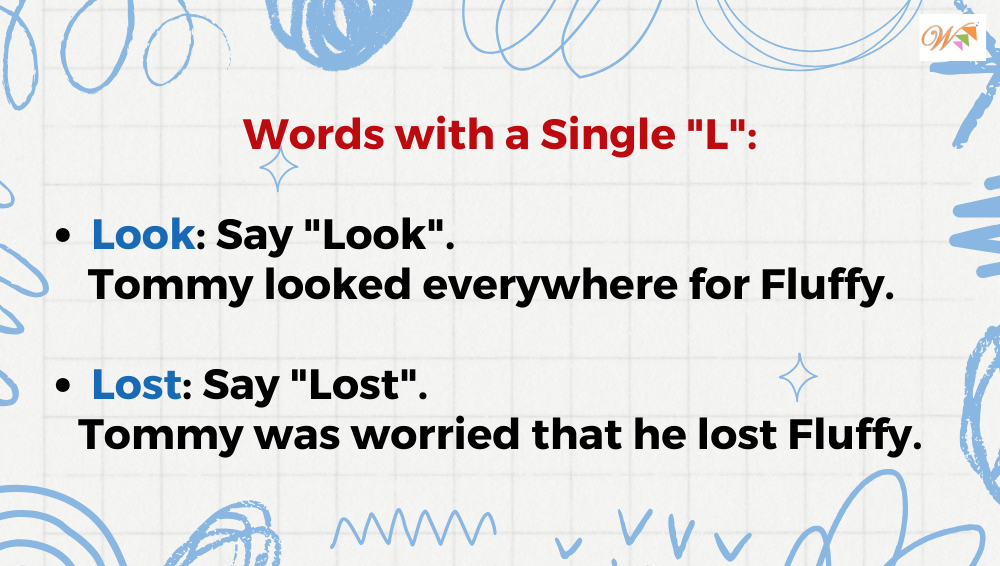 Words with a Single "L":
• Look: Say "Look".
Tommy looked everywhere for Fluffy.
• Lost: Say "Lost".
Tommy was worried that he lost Fluffy.